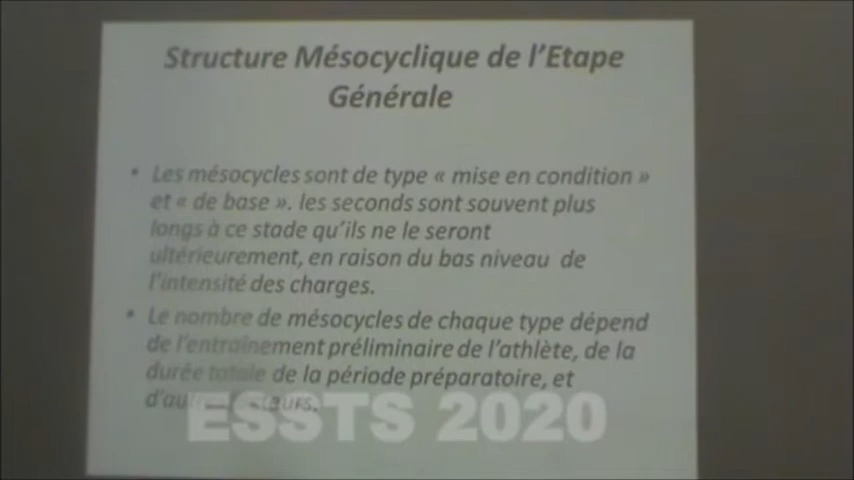 Structure Mésocyclique de l'Etape
Générale
• Les mésocycles sont de type « mise en condition »
et « de base ». les seconds sont souvent plus
longs à ce stade qu'ils ne le seront
ultérieurement, en raison du bas niveau de
l'intensité des charges.
• Le nombre de mésocycles de chaque type dépend
de l'entraînement préliminaire de l'athlète, de la
durée totale de la période préparatoire, et
ESSTS 2020